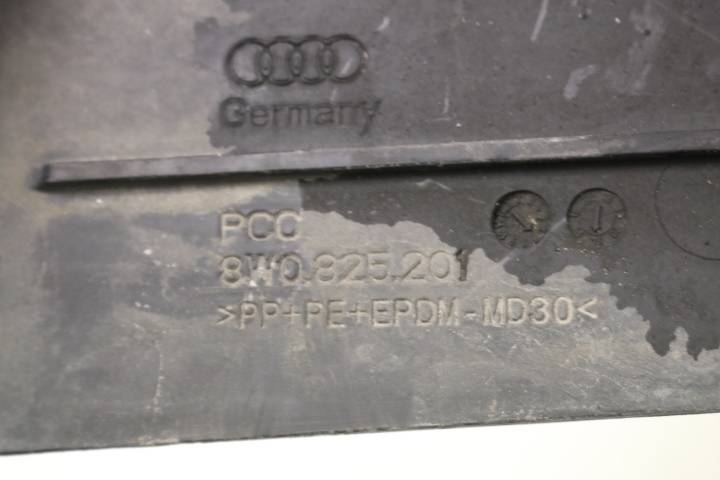 Germany
PCC
8W0.825.201
>PP+PE+EPDM-MD30<